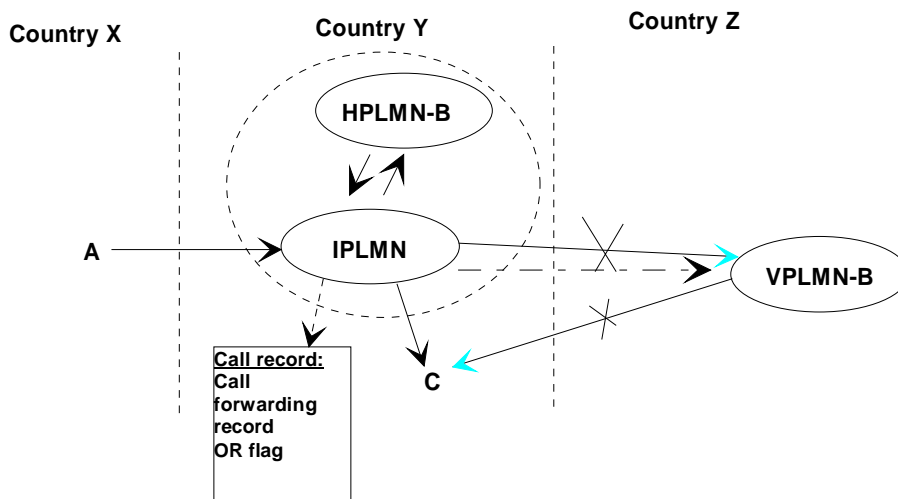 Country X
Country Y
Country Z
HPLMN-B
A
IPLMN
VPLMN-B
Call record:
Call
forwarding
record
OR flag
C